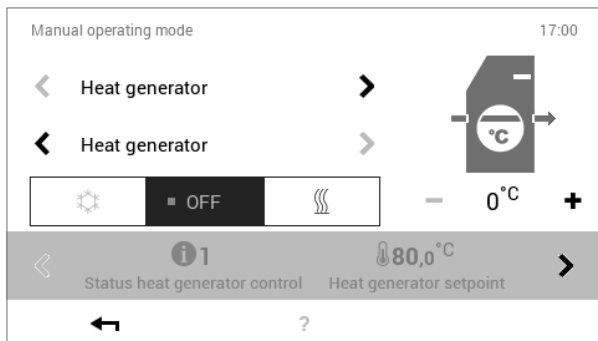 Manual operating mode 17:00
Heat generator
Heat generator
°C
OFF 0°C
1 80,0°C
Status heat generator control Heat generator setpoint
?